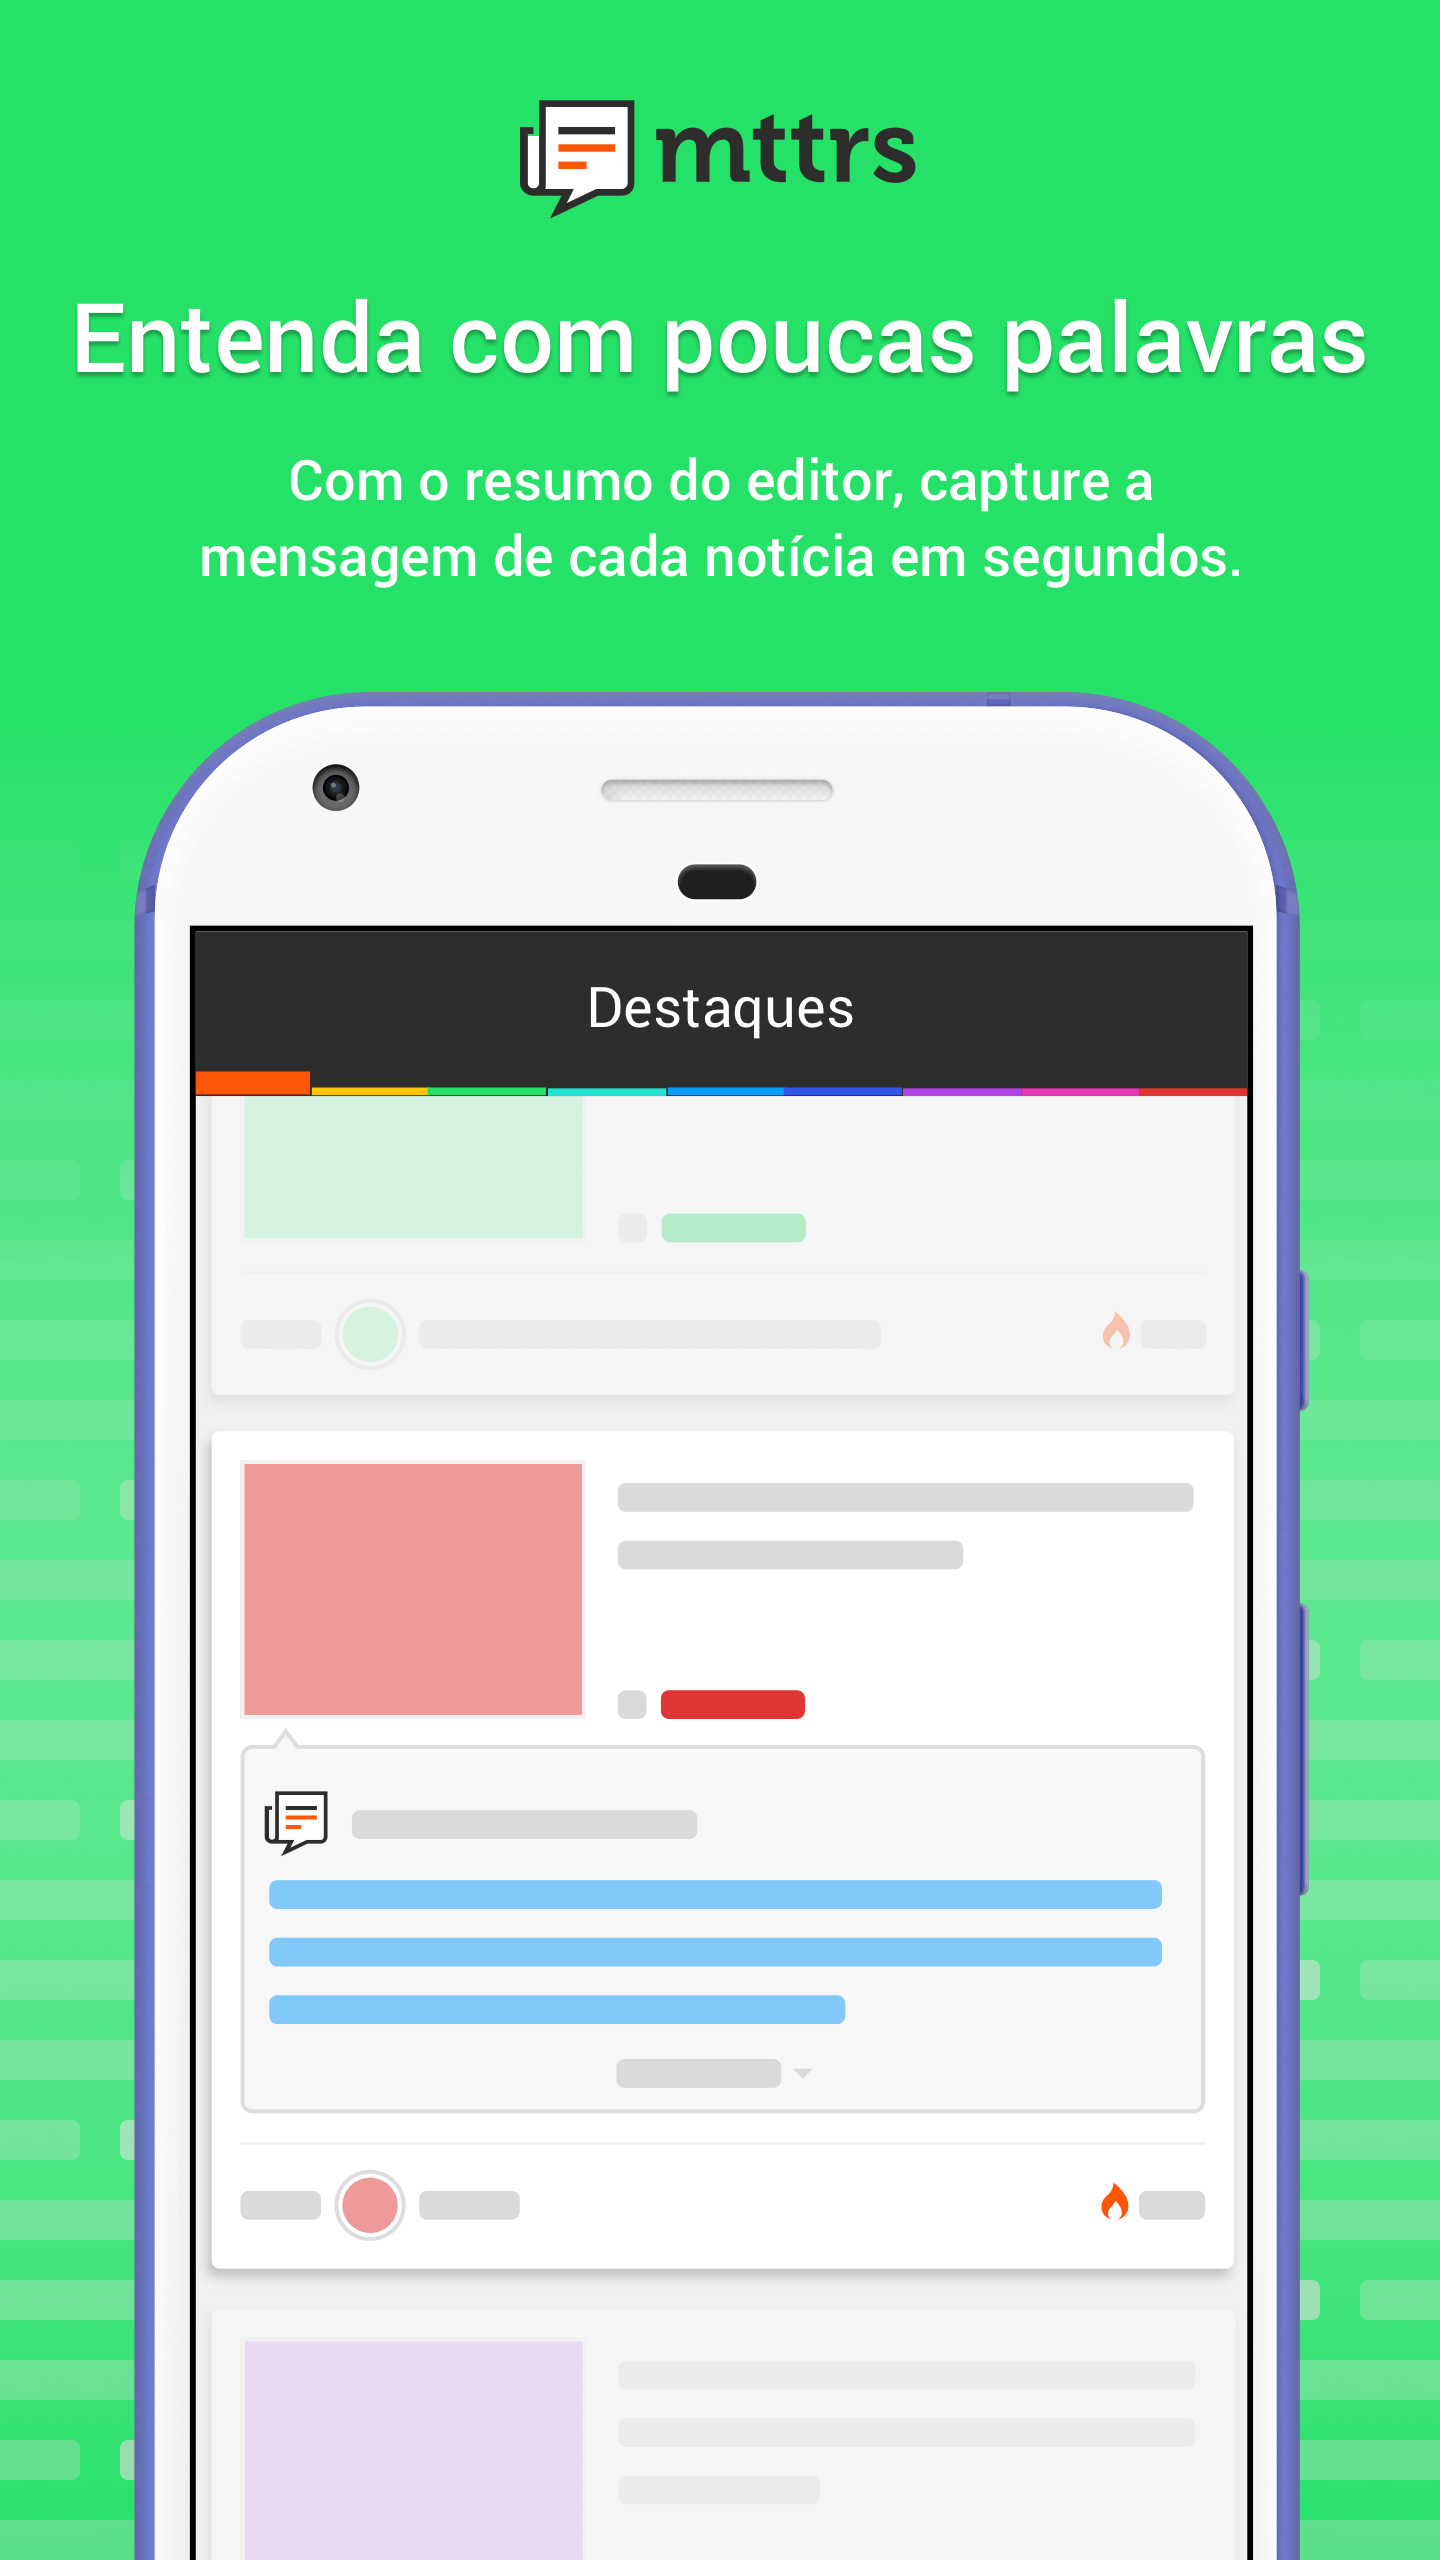 mttrs
Entenda com poucas palavras
Com o resumo do editor, capture a
mensagem de cada notícia em segundos.
Destaques